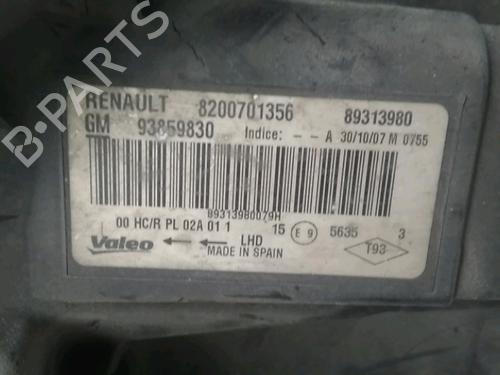 RENAULT 8200701356 89313980
GM 93859830 Indice: - - A 30/10/07 M 0755
89313980079H
00 HC/R PL 02A 01 1 15 E 9 5635 3
Valeo LHD T93
MADE IN SPAIN
B-PARTS